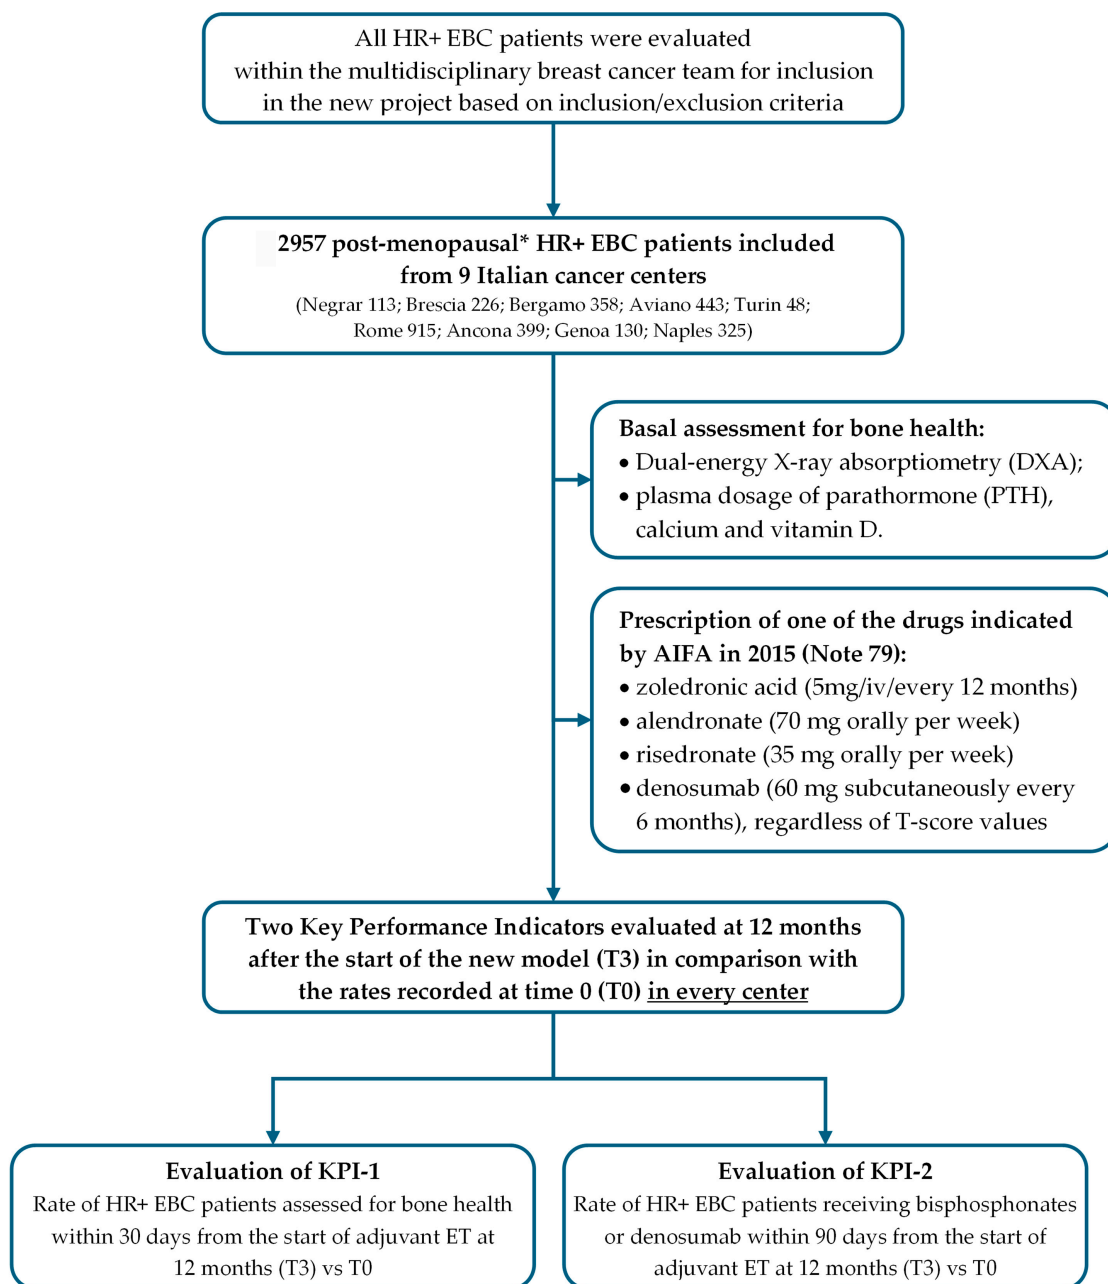 All HR+ EBC patients were evaluated
within the multidisciplinary breast cancer team for inclusion
in the new project based on inclusion/exclusion criteria
2957 post-menopausal* HR+ EBC patients included
from 9 Italian cancer centers
(Negrar 113; Brescia 226; Bergamo 358; Aviano 443; Turin 48;
Rome 915; Ancona 399; Genoa 130; Naples 325)
Basal assessment for bone health:
• Dual-energy X-ray absorptiometry (DXA);
• plasma dosage of parathormone (PTH),
calcium and vitamin D.
Prescription of one of the drugs indicated
by AIFA in 2015 (Note 79):
• zoledronic acid (5mg/iv/every 12 months)
• alendronate (70 mg orally per week)
• risedronate (35 mg orally per week)
• denosumab (60 mg subcutaneously every
6 months), regardless of T-score values
Two Key Performance Indicators evaluated at 12 months
after the start of the new model (T3) in comparison with
the rates recorded at time 0 (T0) in every center
Evaluation of KPI-1
Rate of HR+ EBC patients assessed for bone health
within 30 days from the start of adjuvant ET at
12 months (T3) vs T0
Evaluation of KPI-2
Rate of HR+ EBC patients receiving bisphosphonates
or denosumab within 90 days from the start of
adjuvant ET at 12 months (T3) vs T0